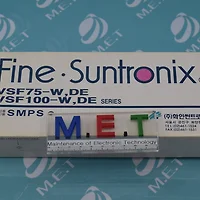 Fine·Suntronix
VSF75-W,DE
VSF100-W,DE SERIES
SMPS
M.E.T
Maintenance of Electronic Technology